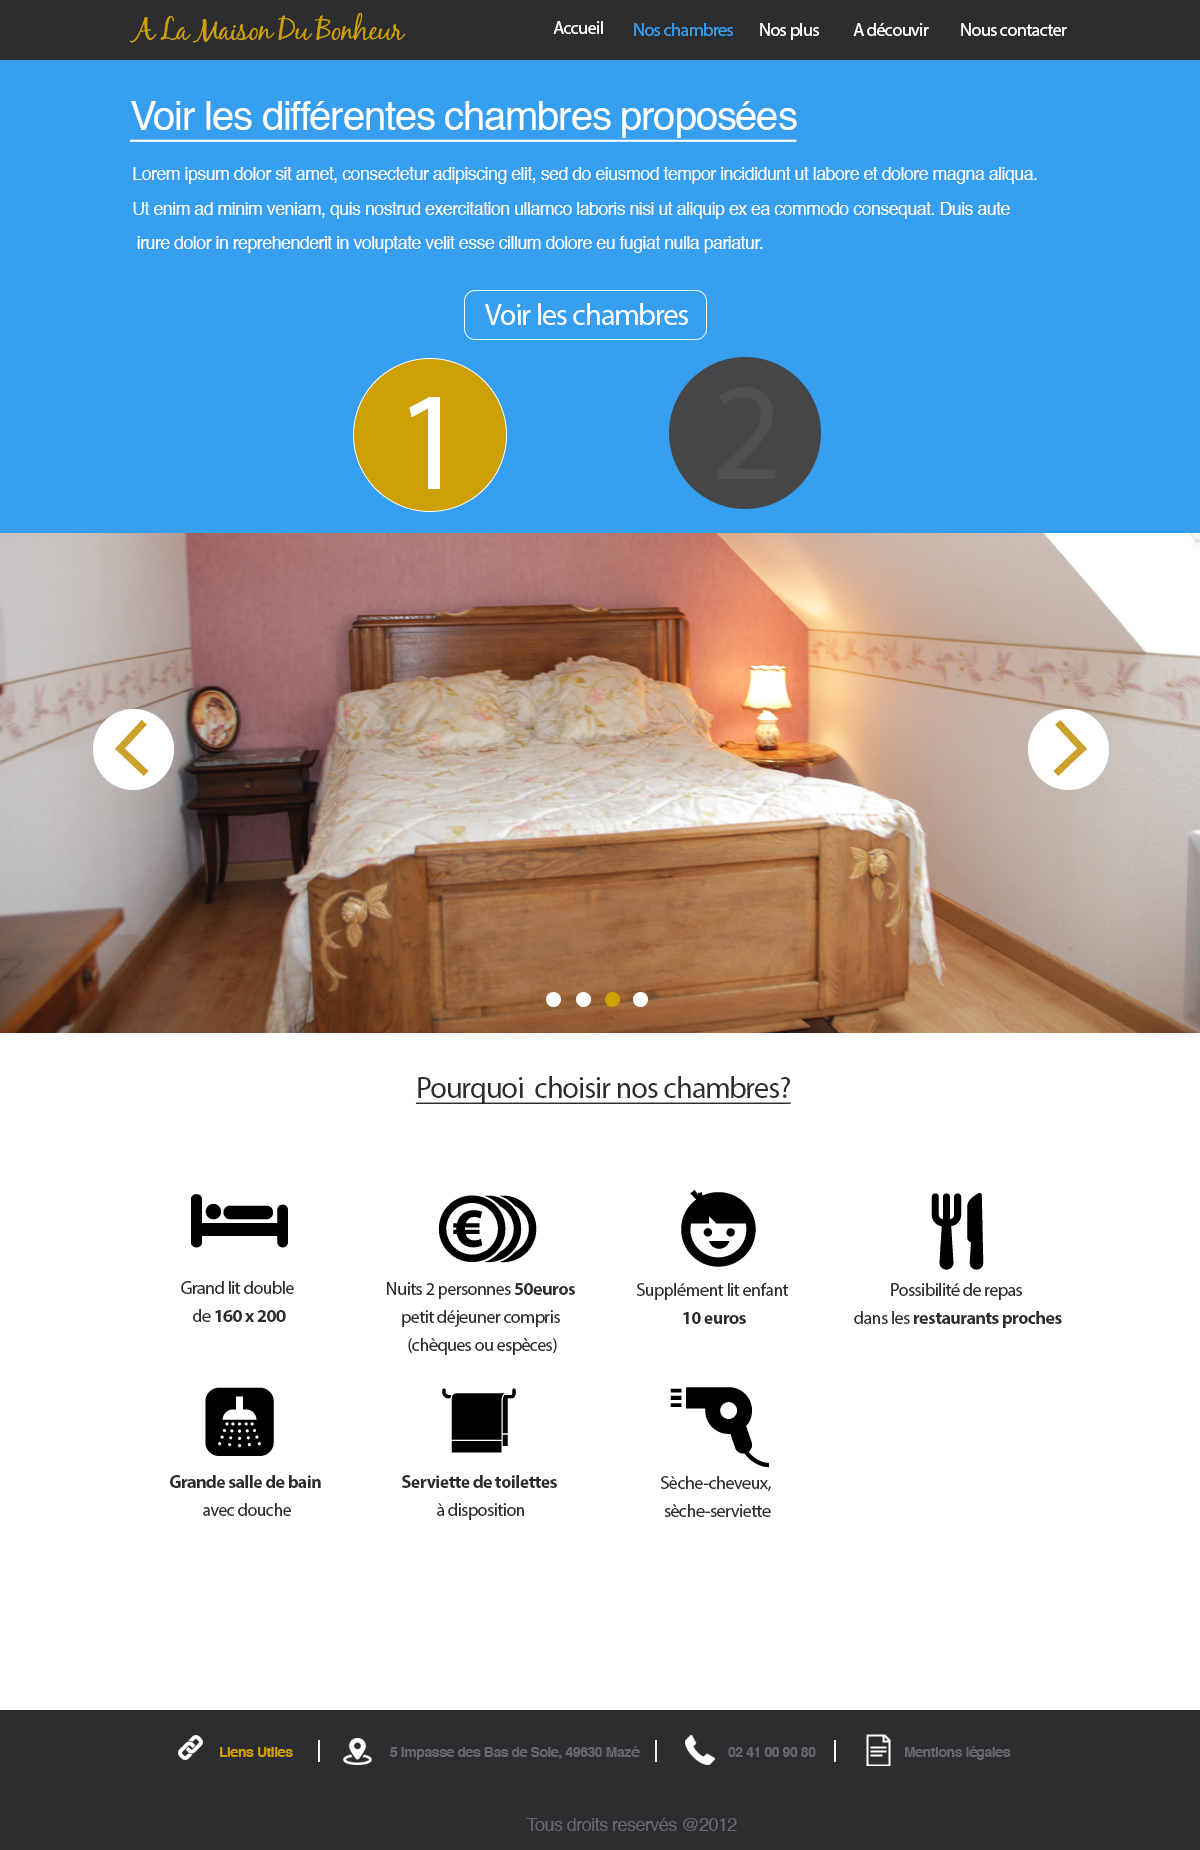 A La Maison Du Bonheur
Accueil
Nos chambres
Nos plus
A découvir
Nous contacter
Voir les différentes chambres proposées
Lorem ipsum dolor sit amet, consectetur adipiscing elit, sed do eiusmod tempor incididunt ut labore et dolore magna aliqua.
Ut enim ad minim veniam, quis nostrud exercitation ullamco laboris nisi ut aliquip ex ea commodo consequat. Duis aute
irure dolor in reprehenderit in voluptate velit esse cillum dolore eu fugiat nulla pariatur.
Voir les chambres
1
2
Pourquoi choisir nos chambres?
Grand lit double
de 160 x 200
Nuits 2 personnes 50euros
petit déjeuner compris
(chèques ou espèces)
Supplément lit enfant
10 euros
Possibilité de repas
dans les restaurants proches
Grande salle de bain
avec douche
Serviette de toilettes
à disposition
Sèche-cheveux,
sèche-serviette
Liens Utiles
5 Impasse des Bas de Soie, 49630 Mazé
02 41 00 90 80
Mentions légales
Tous droits reservés @2012